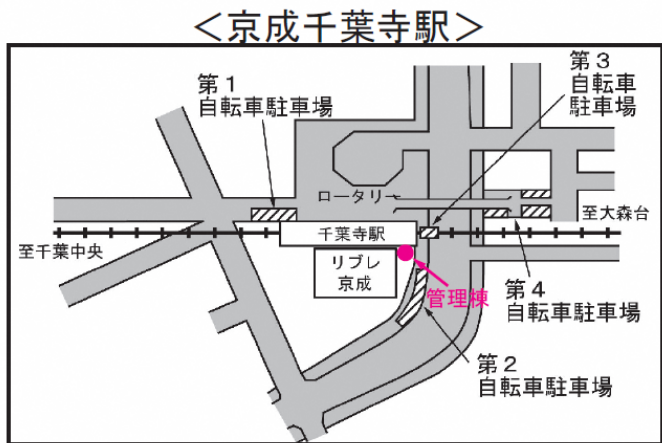 ＜京成千葉寺駅＞
第１
自転車駐車場
第３
自転車
駐車場
ロータリー
千葉寺駅
至大森台
至千葉中央
リブレ
京成
管理棟
第４
自転車駐車場
第２
自転車駐車場